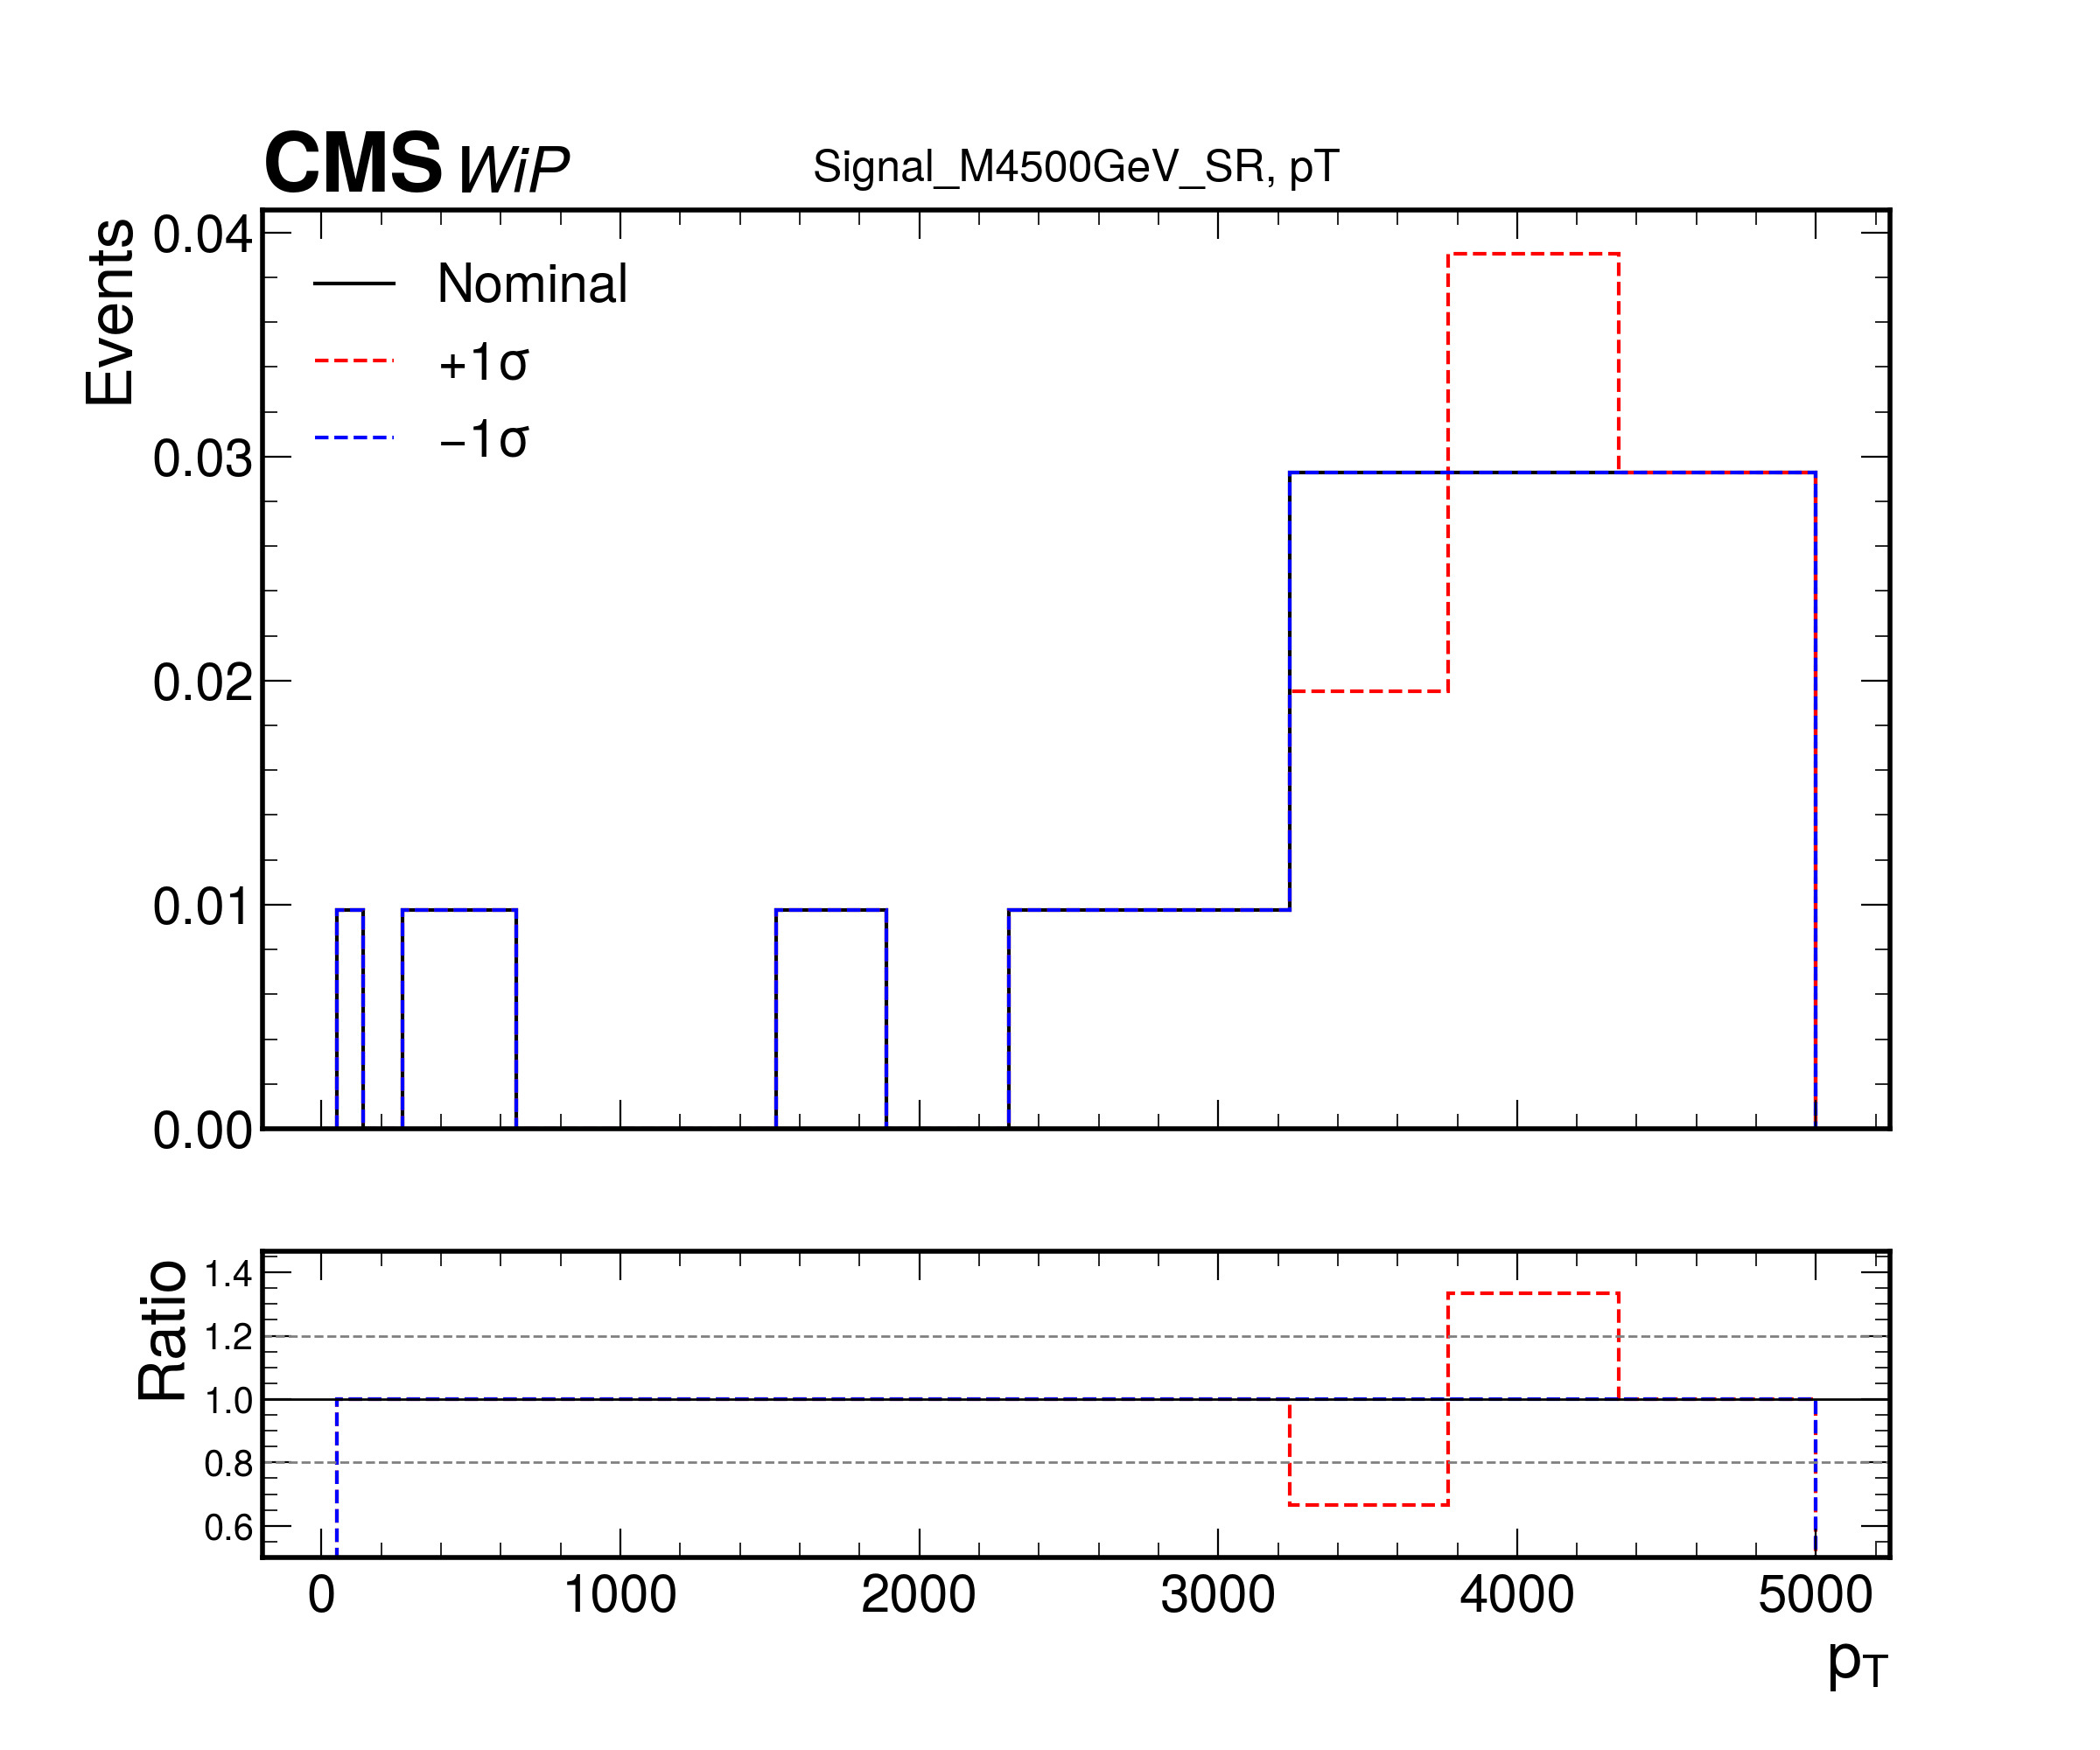 CMS WiP Signal_M4500GeV_SR, pT
Events
0.04
0.03
0.02
0.01
0.00
Nominal
+1σ
−1σ
Ratio
1.4
1.2
1.0
0.8
0.6
0 1000 2000 3000 4000 5000
pT